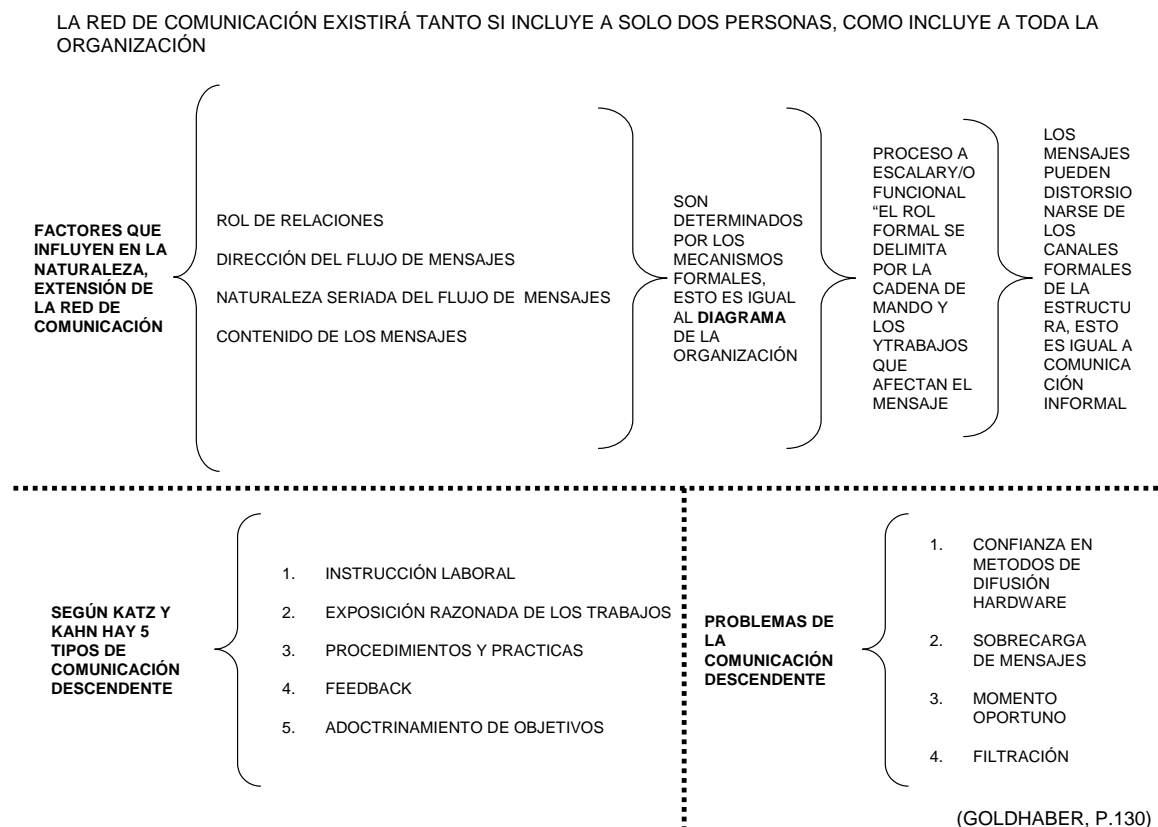 LA RED DE COMUNICACIÓN EXISTIRÁ TANTO SI INCLUYE A SOLO DOS PERSONAS, COMO INCLUYE A TODA LA
ORGANIZACIÓN
FACTORES QUE
INFLUYEN EN LA
NATURALEZA,
EXTENSIÓN DE
LA RED DE
COMUNICACIÓN
ROL DE RELACIONES
DIRECCIÓN DEL FLUJO DE MENSAJES
NATURALEZA SERIADA DEL FLUJO DE MENSAJES
CONTENIDO DE LOS MENSAJES
SON
DETERMINADOS
POR LOS
MECANISMOS
FORMALES,
ESTO ES IGUAL
AL DIAGRAMA
DE LA
ORGANIZACIÓN
PROCESO A
ESCALARY/O
FUNCIONAL
“EL ROL
FORMAL SE
DELIMITA
POR LA
CADENA DE
MANDO Y
LOS
YTRABAJOS
QUE
AFECTAN EL
MENSAJE
LOS
MENSAJES
PUEDEN
DISTORSIO
NARSE DE
LOS
CANALES
FORMALES
DE LA
ESTRUCTU
RA, ESTO
ES IGUAL A
COMUNICA
CIÓN
INFORMAL
SEGÚN KATZ Y
KAHN HAY 5
TIPOS DE
COMUNICACIÓN
DESCENDENTE
1. INSTRUCCIÓN LABORAL
2. EXPOSICIÓN RAZONADA DE LOS TRABAJOS
3. PROCEDIMIENTOS Y PRACTICAS
4. FEEDBACK
5. ADOCTRINAMIENTO DE OBJETIVOS
PROBLEMAS DE
LA
COMUNICACIÓN
DESCENDENTE
1. CONFIANZA EN
METODOS DE
DIFUSIÓN
HARDWARE
2. SOBRECARGA
DE MENSAJES
3. MOMENTO
OPORTUNO
4. FILTRACIÓN
(GOLDHABER, P.130)